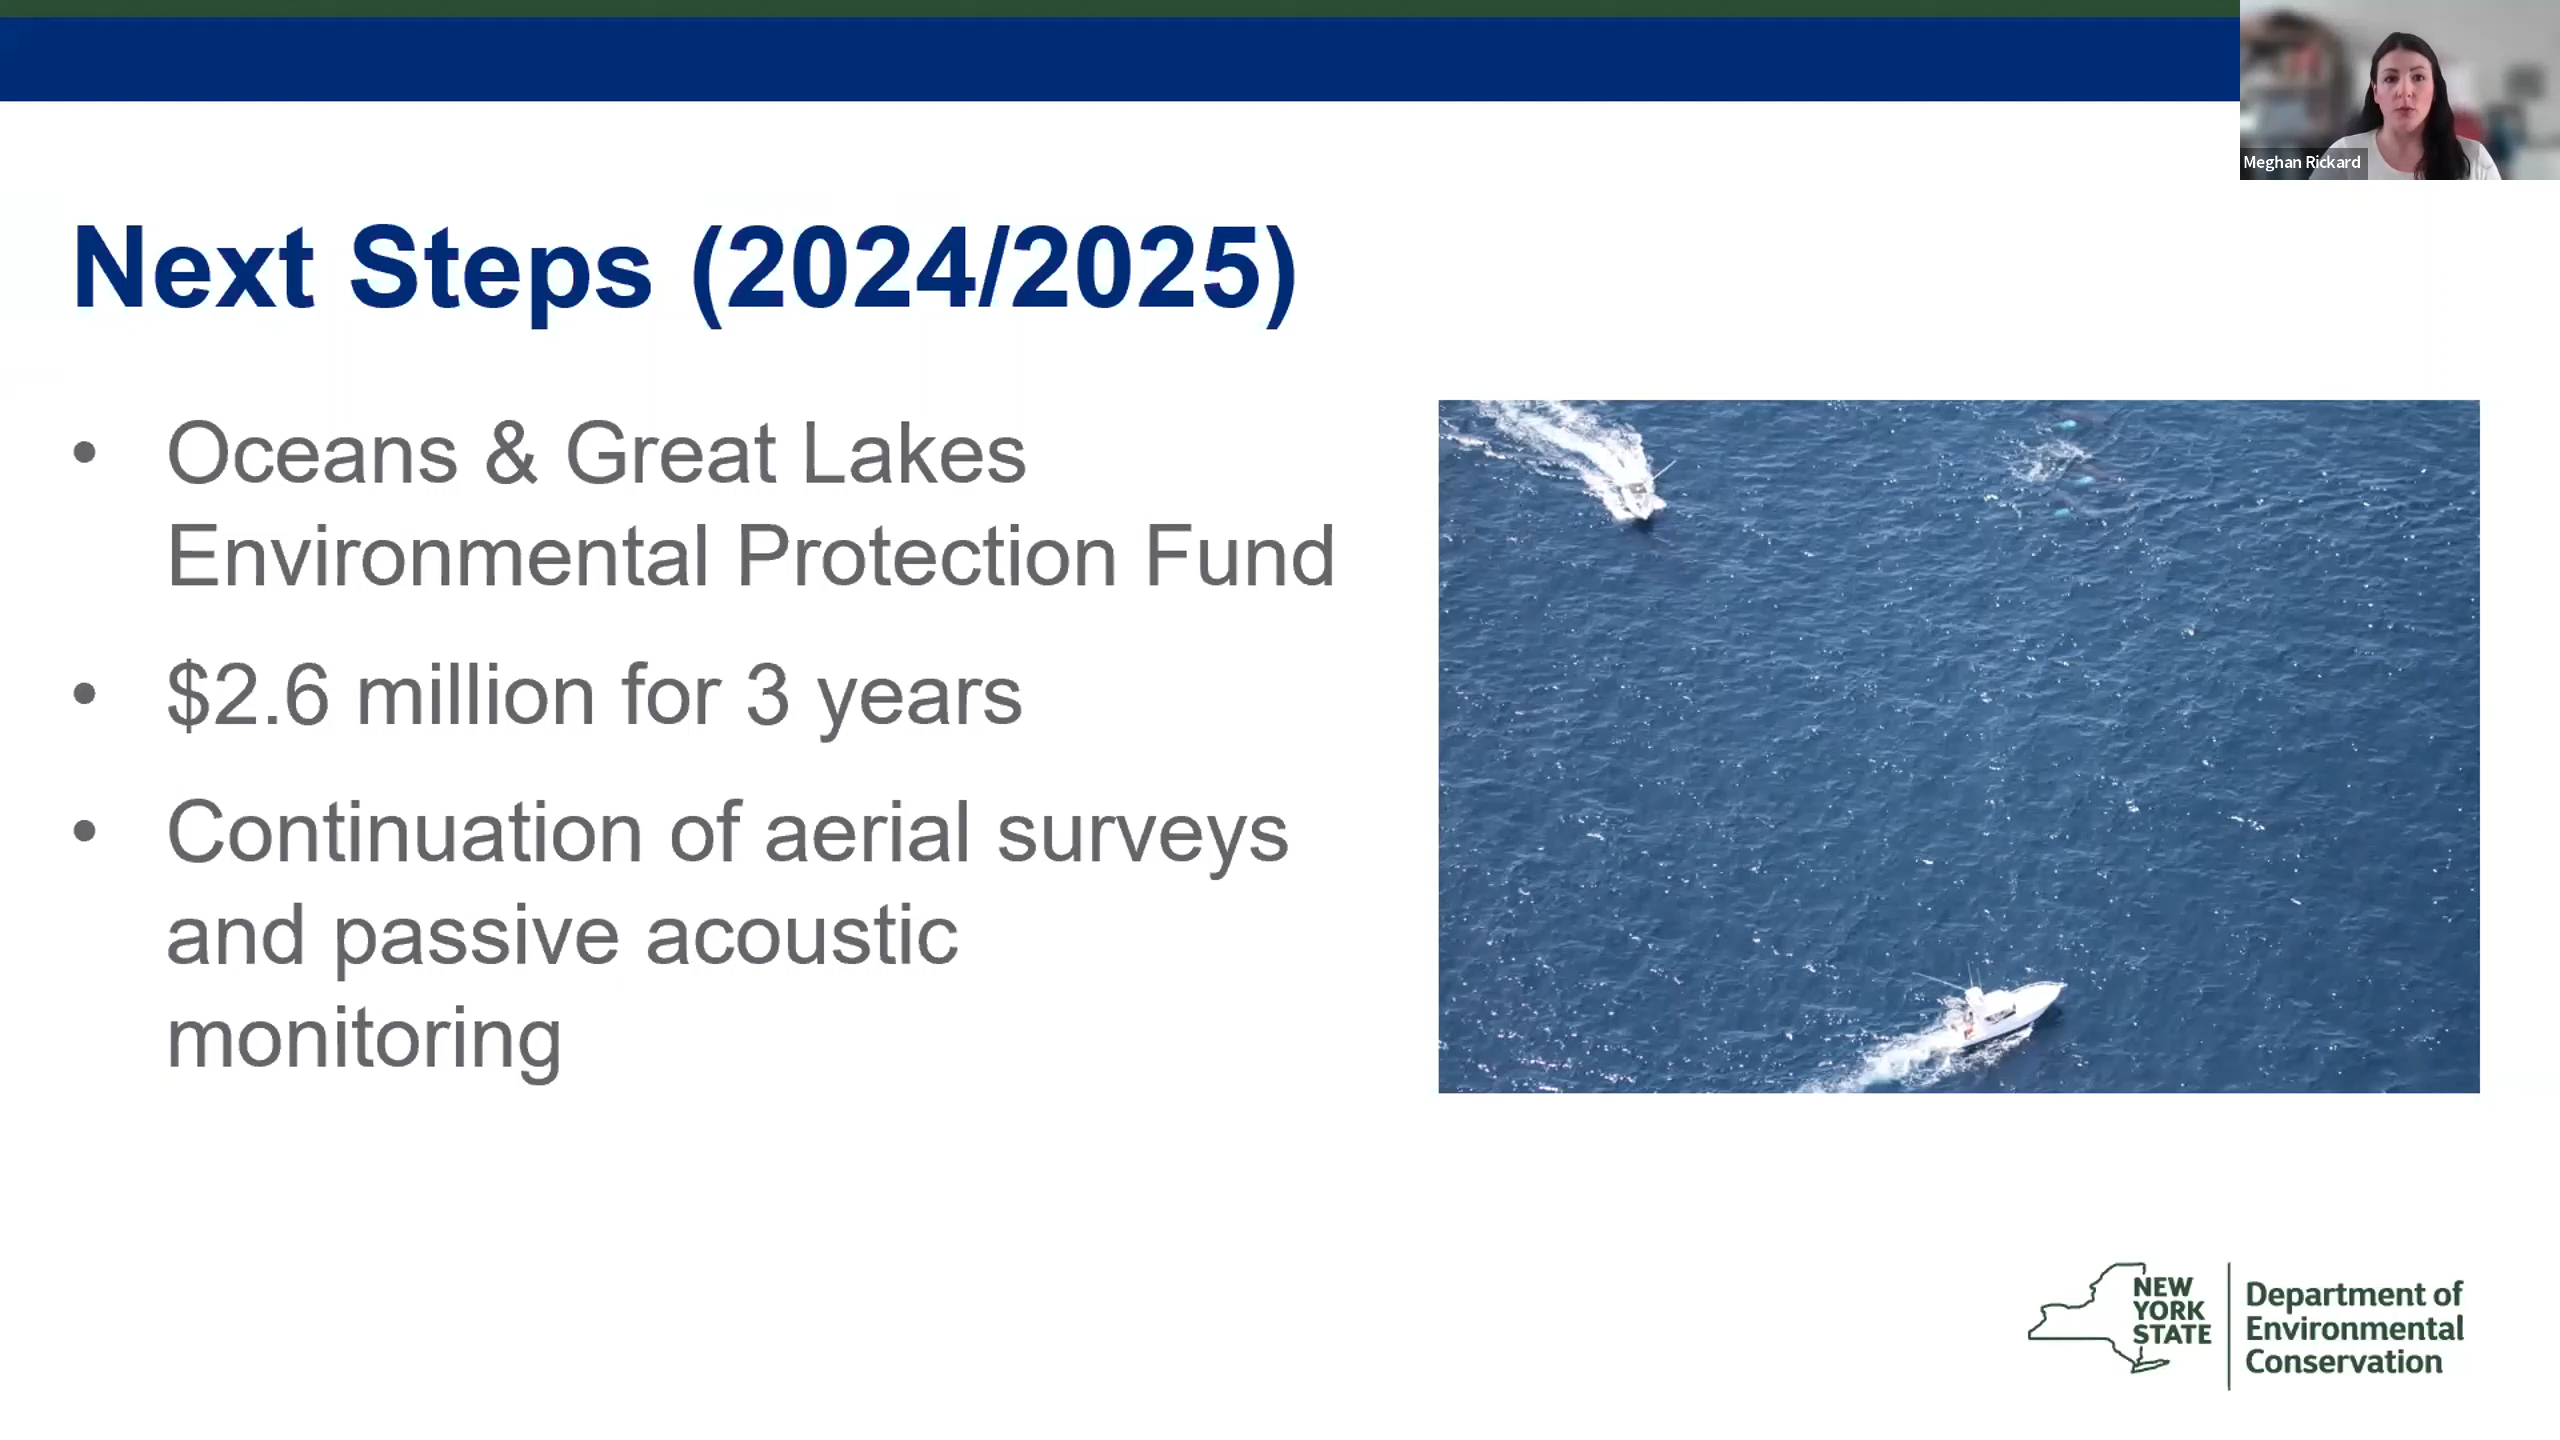 Meghan Rickard
Next Steps (2024/2025)
• Oceans & Great Lakes
Environmental Protection Fund
• $2.6 million for 3 years
• Continuation of aerial surveys
and passive acoustic
monitoring
NEW
YORK
STATE
Department of
Environmental
Conservation